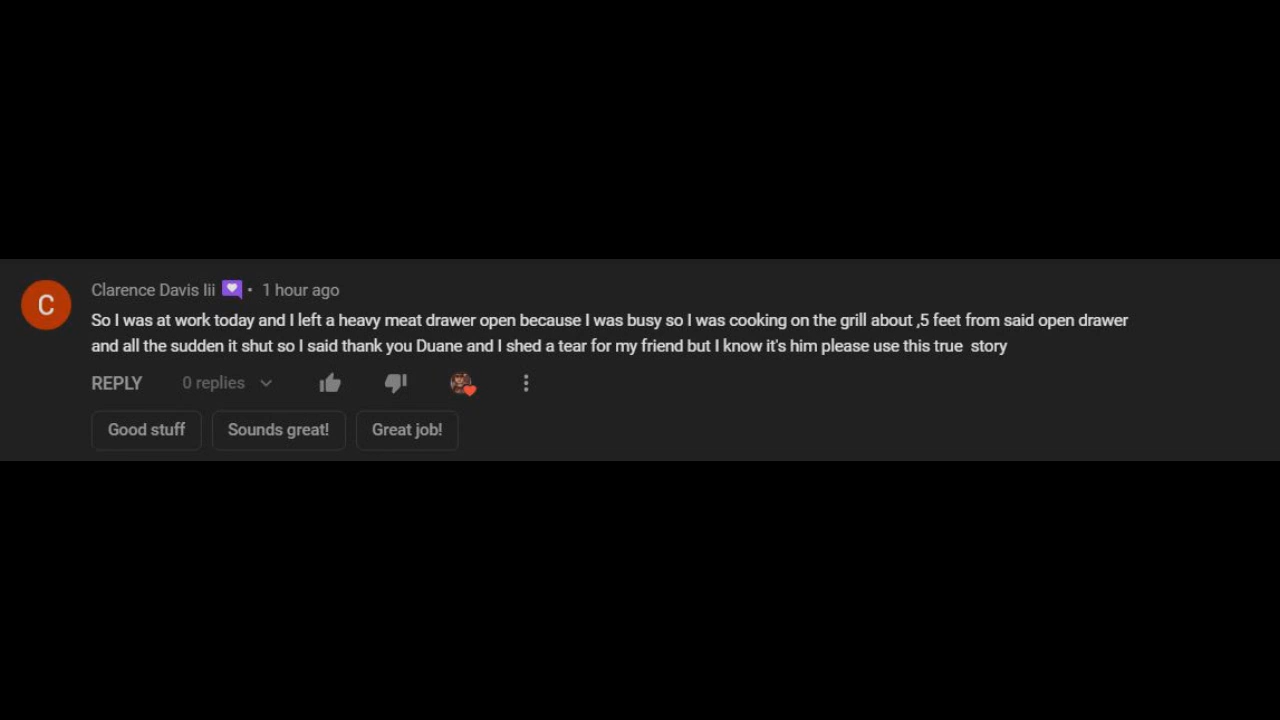 Clarence Davis Iii • 1 hour ago
So I was at work today and I left a heavy meat drawer open because I was busy so I was cooking on the grill about ,5 feet from said open drawer
and all the sudden it shut so I said thank you Duane and I shed a tear for my friend but I know it's him please use this true  story
REPLY 0 replies
Good stuff Sounds great! Great job!
C